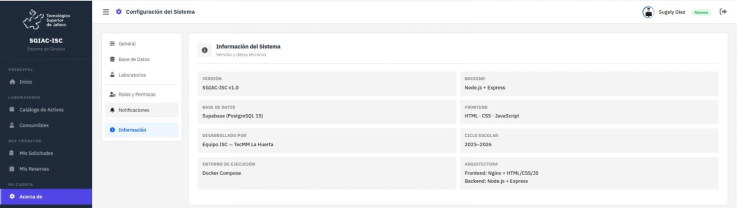 Tecnológico
Superior
de Jalisco
SGIAC-ISC
Sistema de Gestión
PRINCIPAL
Inicio
LABORATORIO
Catálogo de Activos
Consumibles
MIS TRÁMITES
Mis Solicitudes
Mis Reservas
MI CUENTA
Acerca de
Configuración del Sistema
Sugely Díaz
General
Base de Datos
Laboratorios
Roles y Permisos
Notificaciones
Información
Información del Sistema
Versión y datos técnicos
VERSIÓN
SGIAC-ISC v1.0
BACKEND
Node.js + Express
BASE DE DATOS
Supabase (PostgreSQL 15)
FRONTEND
HTML · CSS · JavaScript
DESARROLLADO POR
Equipo ISC — TecMM La Huerta
CICLO ESCOLAR
2025–2026
ENTORNO DE EJECUCIÓN
Docker Compose
ARQUITECTURA
Frontend: Nginx + HTML/CSS/JS
Backend: Node.js + Express